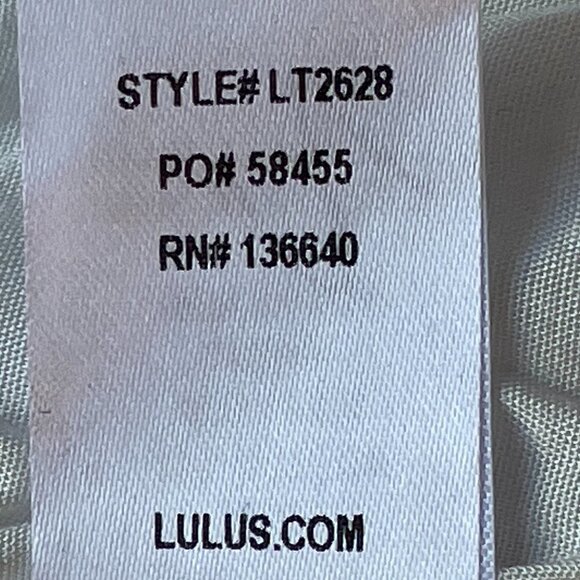 STYLE# LT2628
PO# 58455
RN# 136640
LULUS.COM